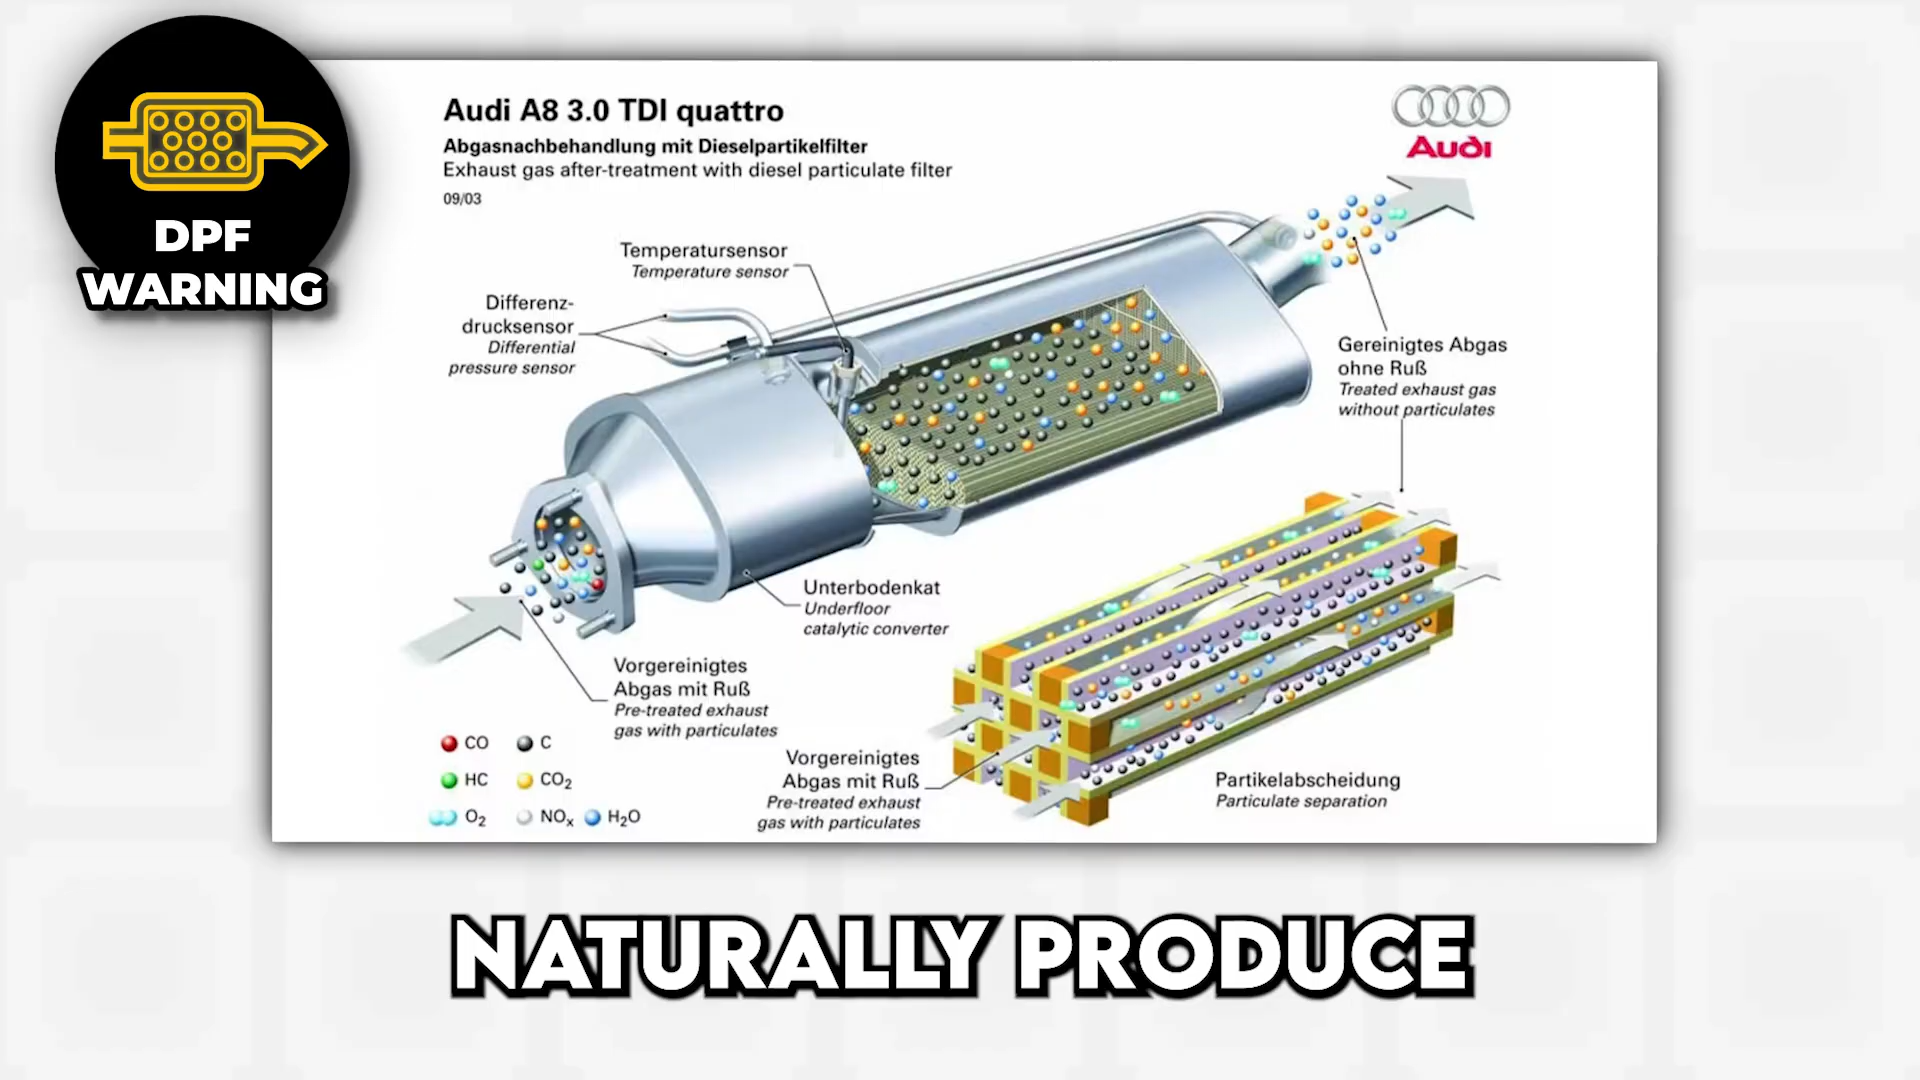 DPF
WARNING
Audi A8 3.0 TDI quattro
Abgasnachbehandlung mit Dieselpartikelfilter
Exhaust gas after-treatment with diesel particulate filter
09/03
Audi
Temperatursensor
Temperature sensor
Differenz-
drucksensor
Differential
pressure sensor
Gereinigtes Abgas
ohne Ruß
Treated exhaust gas
without particulates
Unterbodenkat
Underfloor
catalytic converter
Vorgereinigtes
Abgas mit Ruß
Pre-treated exhaust
gas with particulates
CO C
HC CO₂
O₂ NOₓ H₂O
Vorgereinigtes
Abgas mit Ruß
Pre-treated exhaust
gas with particulates
Partikelabscheidung
Particulate separation
NATURALLY PRODUCE